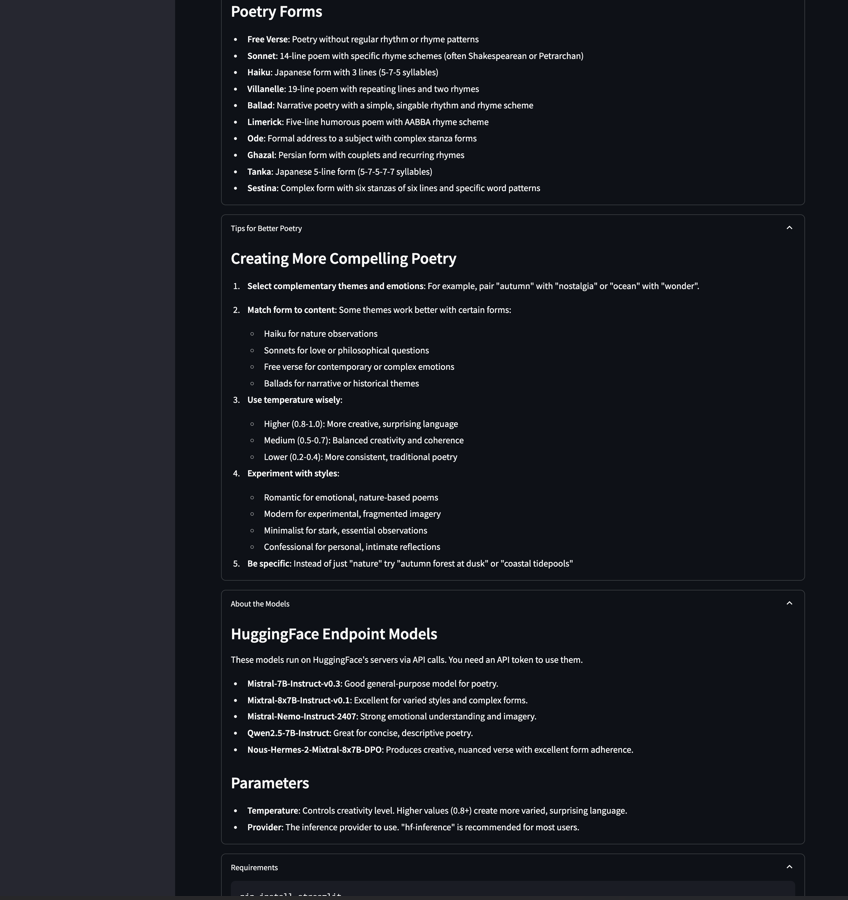 Poetry Forms
• Free Verse: Poetry without regular rhythm or rhyme patterns
• Sonnet: 14-line poem with specific rhyme schemes (often Shakespearean or Petrarchan)
• Haiku: Japanese form with 3 lines (5-7-5 syllables)
• Villanelle: 19-line poem with repeating lines and two rhymes
• Ballad: Narrative poetry with a simple, singable rhythm and rhyme scheme
• Limerick: Five-line humorous poem with AABBA rhyme scheme
• Ode: Formal address to a subject with complex stanza forms
• Ghazal: Persian form with couplets and recurring rhymes
• Tanka: Japanese 5-line form (5-7-5-7-7 syllables)
• Sestina: Complex form with six stanzas of six lines and specific word patterns
Tips for Better Poetry
Creating More Compelling Poetry
1. Select complementary themes and emotions: For example, pair "autumn" with "nostalgia" or "ocean" with "wonder".
2. Match form to content: Some themes work better with certain forms:
○ Haiku for nature observations
○ Sonnets for love or philosophical questions
○ Free verse for contemporary or complex emotions
○ Ballads for narrative or historical themes
3. Use temperature wisely:
○ Higher (0.8-1.0): More creative, surprising language
○ Medium (0.5-0.7): Balanced creativity and coherence
○ Lower (0.2-0.4): More consistent, traditional poetry
4. Experiment with styles:
○ Romantic for emotional, nature-based poems
○ Modern for experimental, fragmented imagery
○ Minimalist for stark, essential observations
○ Confessional for personal, intimate reflections
5. Be specific: Instead of just "nature" try "autumn forest at dusk" or "coastal tidepools"
About the Models
HuggingFace Endpoint Models
These models run on HuggingFace's servers via API calls. You need an API token to use them.
• Mistral-7B-Instruct-v0.3: Good general-purpose model for poetry.
• Mixtral-8x7B-Instruct-v0.1: Excellent for varied styles and complex forms.
• Mistral-Nemo-Instruct-2407: Strong emotional understanding and imagery.
• Qwen2.5-7B-Instruct: Great for concise, descriptive poetry.
• Nous-Hermes-2-Mixtral-8x7B-DPO: Produces creative, nuanced verse with excellent form adherence.
Parameters
• Temperature: Controls creativity level. Higher values (0.8+) create more varied, surprising language.
• Provider: The inference provider to use. "hf-inference" is recommended for most users.
Requirements
pip install streamlit